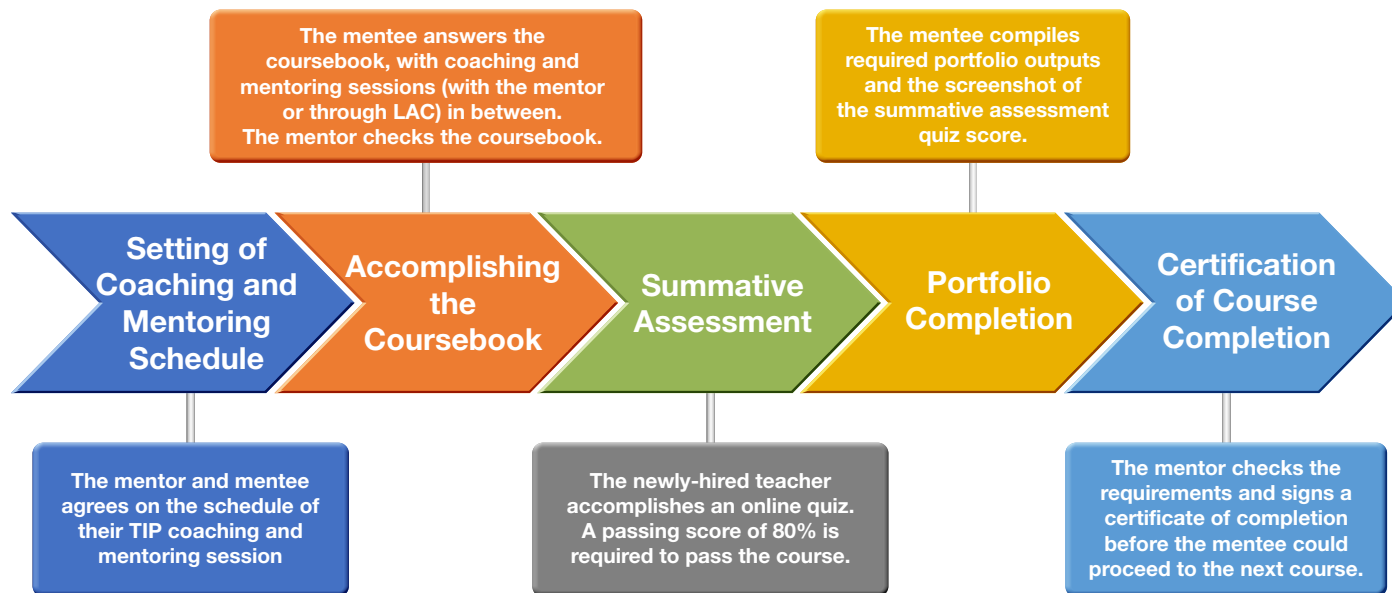 The mentee answers the
coursebook, with coaching and
mentoring sessions (with the mentor
or through LAC) in between.
The mentor checks the coursebook.
The mentee compiles
required portfolio outputs
and the screenshot of
the summative assessment
quiz score.
Setting of
Coaching and
Mentoring
Schedule
Accomplishing
the
Coursebook
Summative
Assessment
Portfolio
Completion
Certification
of Course
Completion
The mentor and mentee
agrees on the schedule of
their TIP coaching and
mentoring session
The newly-hired teacher
accomplishes an online quiz.
A passing score of 80% is
required to pass the course.
The mentor checks the
requirements and signs a
certificate of completion
before the mentee could
proceed to the next course.